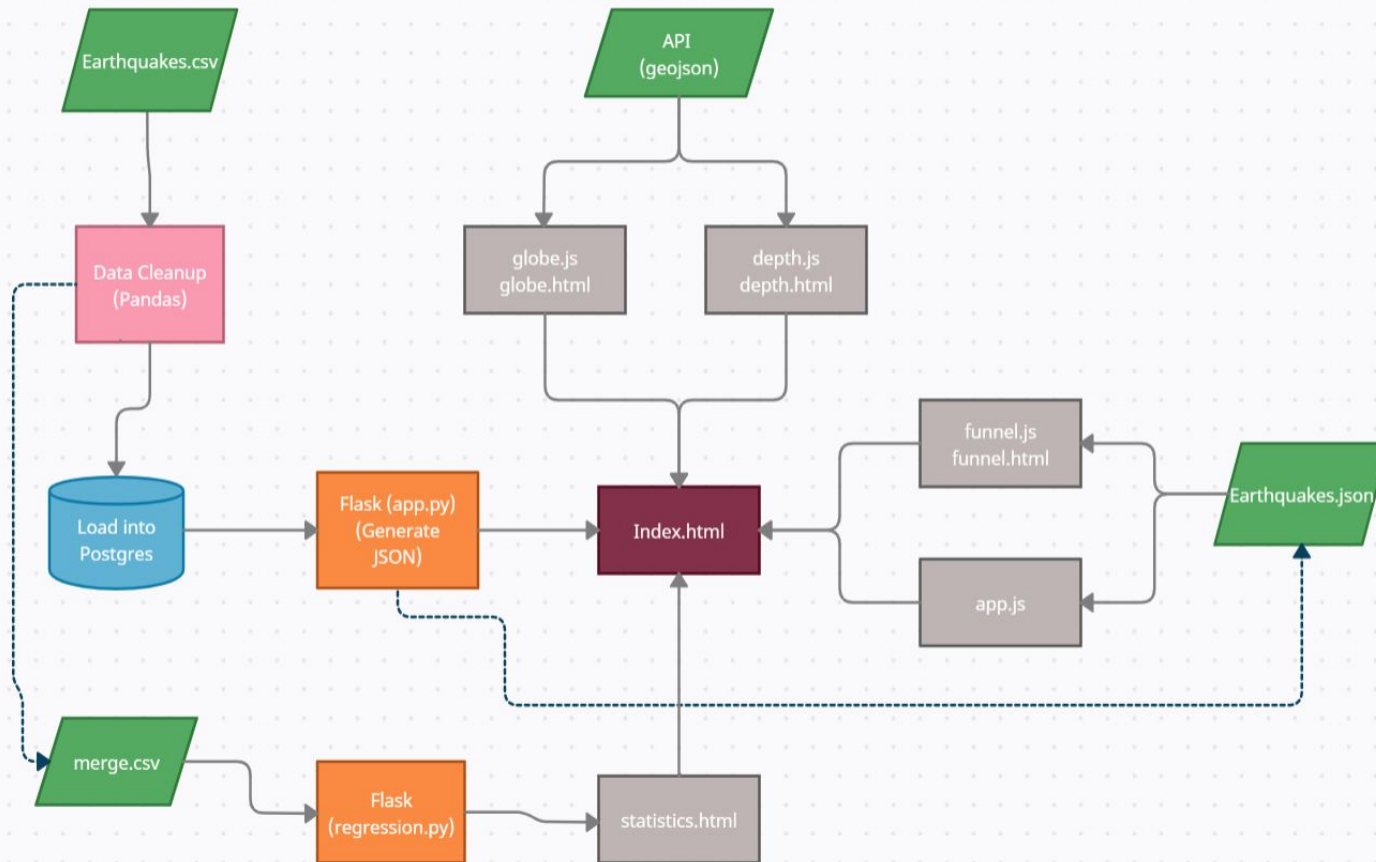 Earthquakes.csv
API
(geojson)
Data Cleanup
(Pandas)
globe.js
globe.html
depth.js
depth.html
funnel.js
funnel.html
Earthquakes.json
Load into
Postgres
Flask (app.py)
(Generate
JSON)
Index.html
app.js
merge.csv
Flask
(regression.py)
statistics.html